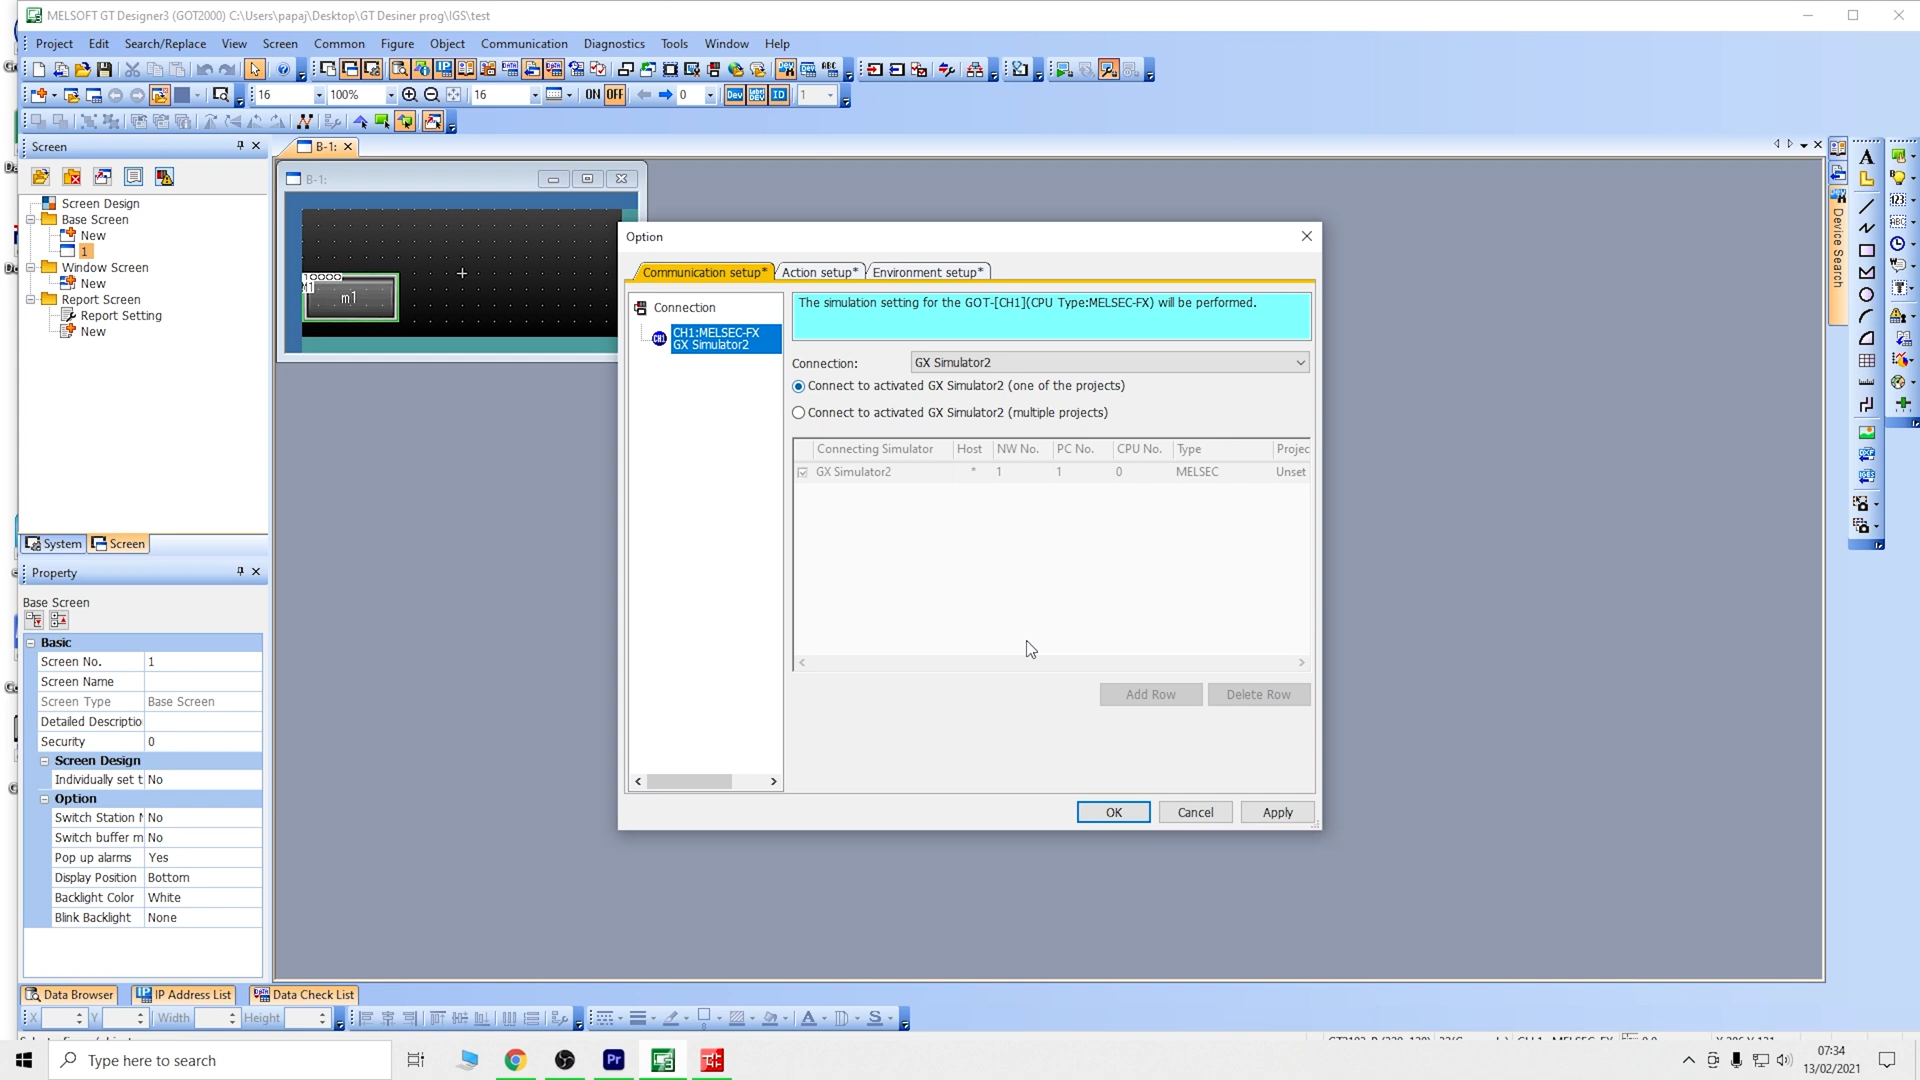 MELSOFT GT Designer3 (GOT2000) C:\Users\papaj\Desktop\GT Desiner prog\IGS\test
Project Edit Search/Replace View Screen Common Figure Object Communication Diagnostics Tools Window Help
16 100% 16 ON OFF 0 Dev ID 1
Screen
B-1:
B-1:
Screen Design
Base Screen
New
1
Window Screen
New
Report Screen
Report Setting
New
m1
System Screen
Property
Base Screen
Basic
Screen No. 1
Screen Name
Screen Type Base Screen
Detailed Descriptio
Security 0
Screen Design
Individually set t No
Option
Switch Station No
Switch buffer m No
Pop up alarms Yes
Display Position Bottom
Backlight Color White
Blink Backlight None
Option
Communication setup* Action setup* Environment setup*
Connection
CH1:MELSEC-FX
GX Simulator2
The simulation setting for the GOT-[CH1](CPU Type:MELSEC-FX) will be performed.
Connection: GX Simulator2
Connect to activated GX Simulator2 (one of the projects)
Connect to activated GX Simulator2 (multiple projects)
Connecting Simulator Host NW No. PC No. CPU No. Type Projec
GX Simulator2 * 1 1 0 MELSEC Unset
Add Row Delete Row
OK Cancel Apply
Device Search
Data Browser IP Address List Data Check List
X Y Width Height
Type here to search
07:34
13/02/2021